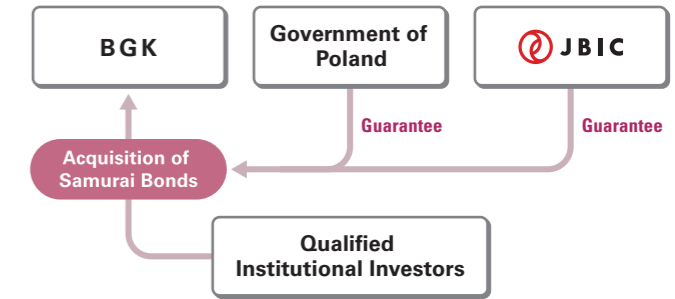 BGK
Government of
Poland
JBIC
Guarantee
Guarantee
Acquisition of
Samurai Bonds
Qualified
Institutional Investors